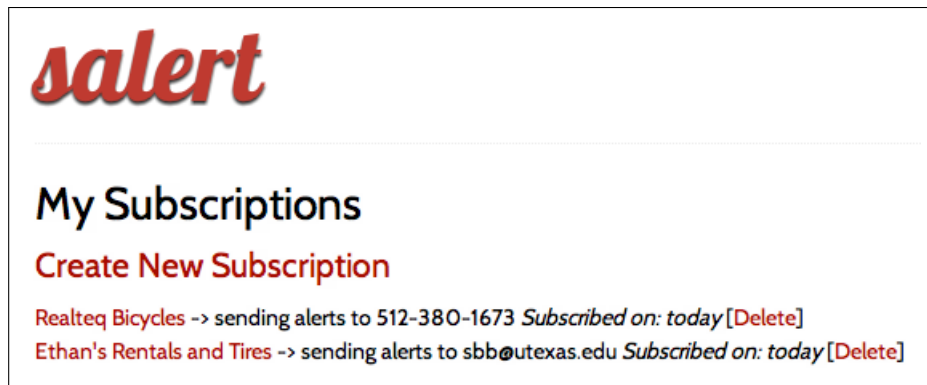 salert
My Subscriptions
Create New Subscription
Realteq Bicycles -> sending alerts to 512-380-1673 Subscribed on: today [Delete]
Ethan's Rentals and Tires -> sending alerts to sbb@utexas.edu Subscribed on: today [Delete]